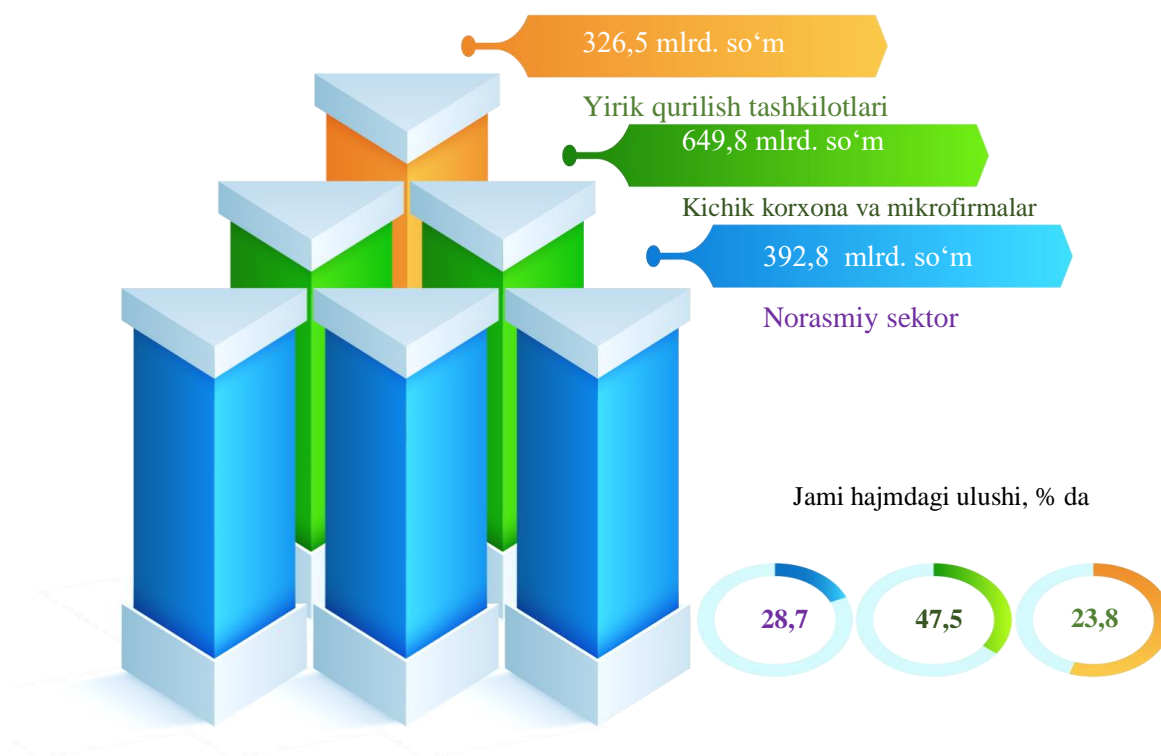 326,5 mlrd. so‘m
Yirik qurilish tashkilotlari
649,8 mlrd. so‘m
Kichik korxona va mikrofirmalar
392,8 mlrd. so‘m
Norasmiy sektor
Jami hajmdagi ulushi, % da
28,7 47,5 23,8